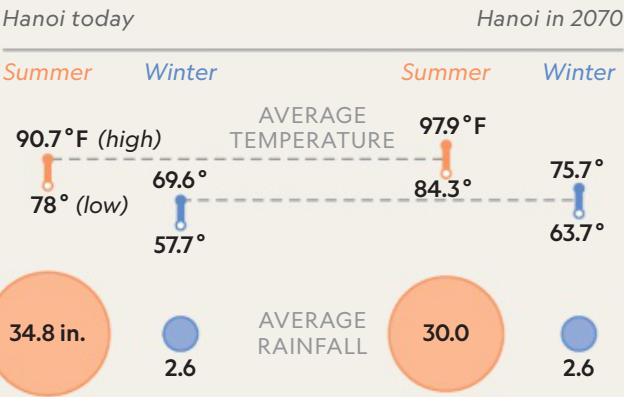 Hanoi today
Hanoi in 2070
Summer
Winter
Summer
Winter
AVERAGE
TEMPERATURE
90.7°F (high)
78° (low)
69.6°
57.7°
97.9°F
84.3°
75.7°
63.7°
AVERAGE
RAINFALL
34.8 in.
2.6
30.0
2.6